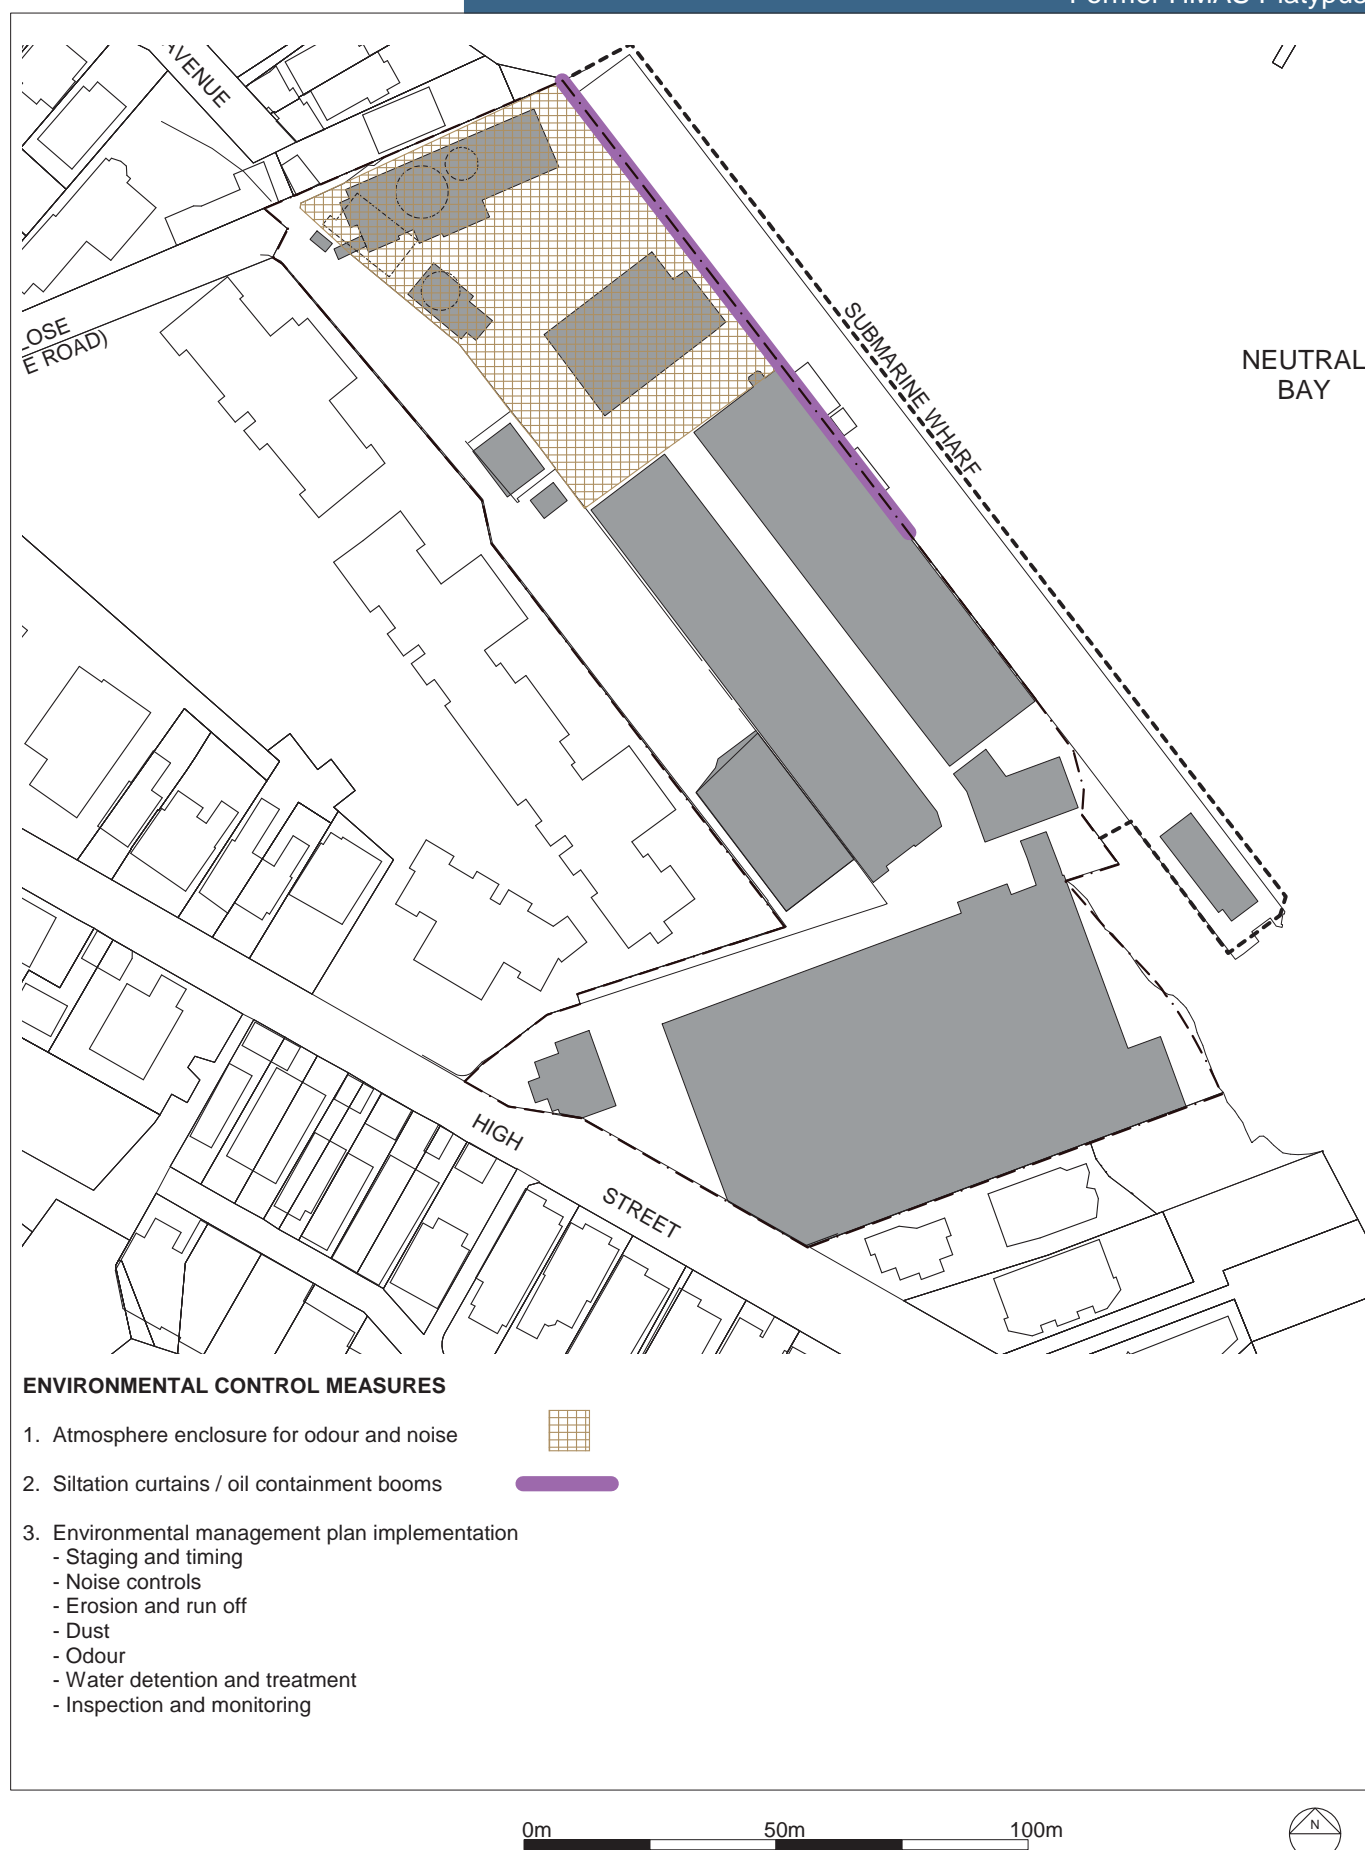 Former HMAS Platypus
AVENUE
OSE
E ROAD)
SUBMARINE WHARF
NEUTRAL
BAY
HIGH
STREET
ENVIRONMENTAL CONTROL MEASURES
1. Atmosphere enclosure for odour and noise
2. Siltation curtains / oil containment booms
3. Environmental management plan implementation
- Staging and timing
- Noise controls
- Erosion and run off
- Dust
- Odour
- Water detention and treatment
- Inspection and monitoring
0m 50m 100m
N